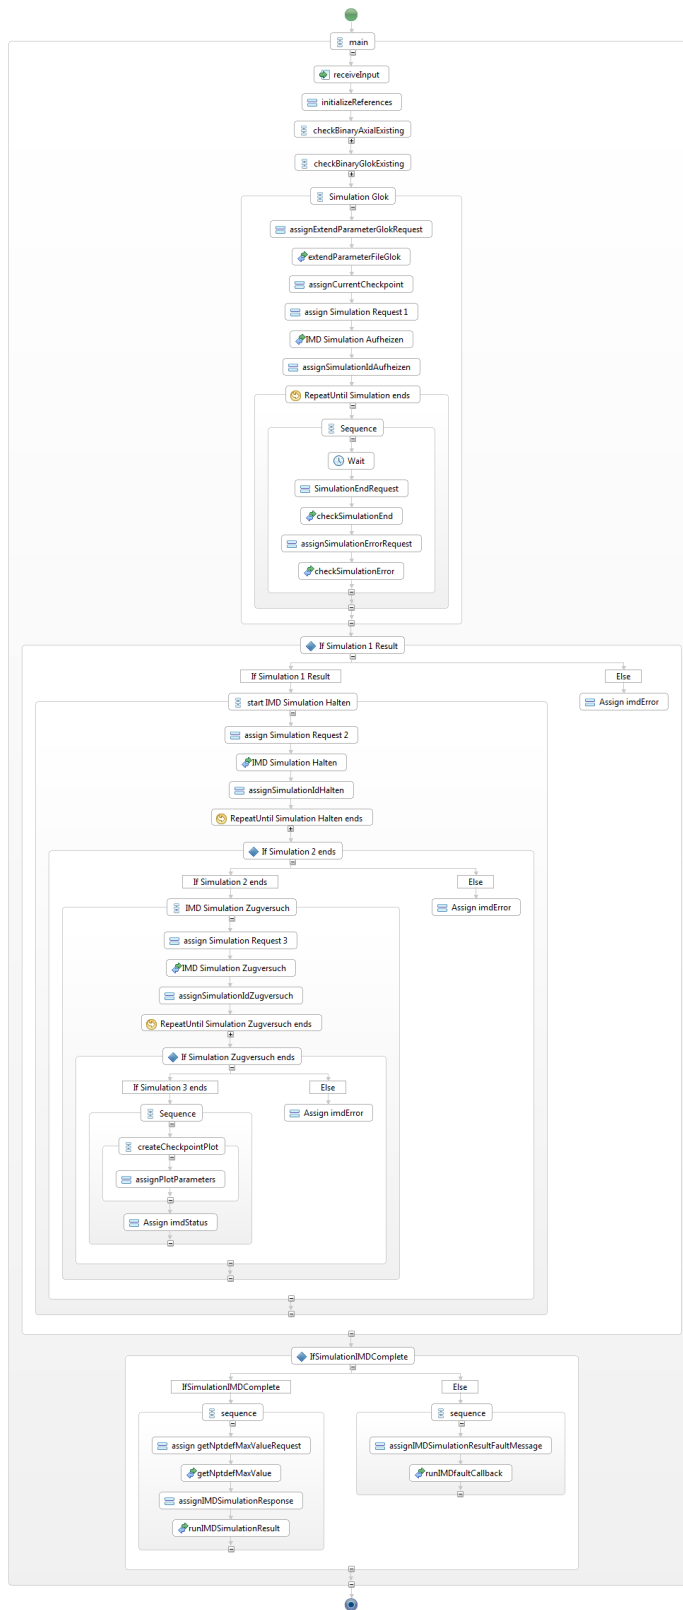 main
receiveInput
initializeReferences
checkBinaryAxialExisting
checkBinaryGlokExisting
Simulation Glok
assignExtendParameterGlokRequest
extendParameterFileGlok
assignCurrentCheckpoint
assign Simulation Request 1
IMD Simulation Aufheizen
assignSimulationIdAufheizen
RepeatUntil Simulation ends
Sequence
Wait
SimulationEndRequest
checkSimulationEnd
assignSimulationErrorRequest
checkSimulationError
If Simulation 1 Result
If Simulation 1 Result
Else
start IMD Simulation Halten
Assign imdError
assign Simulation Request 2
IMD Simulation Halten
assignSimulationIdHalten
RepeatUntil Simulation Halten ends
If Simulation 2 ends
If Simulation 2 ends
Else
IMD Simulation Zugversuch
Assign imdError
assign Simulation Request 3
IMD Simulation Zugversuch
assignSimulationIdZugversuch
RepeatUntil Simulation Zugversuch ends
If Simulation Zugversuch ends
If Simulation 3 ends
Else
Sequence
Assign imdError
createCheckpointPlot
assignPlotParameters
Assign imdStatus
IfSimulationIMDComplete
IfSimulationIMDComplete
Else
sequence
sequence
assign getNptdefMaxValueRequest
assignIMDSimulationResultFaultMessage
getNptdefMaxValue
runIMDfaultCallback
assignIMDSimulationResponse
runIMDSimulationResult